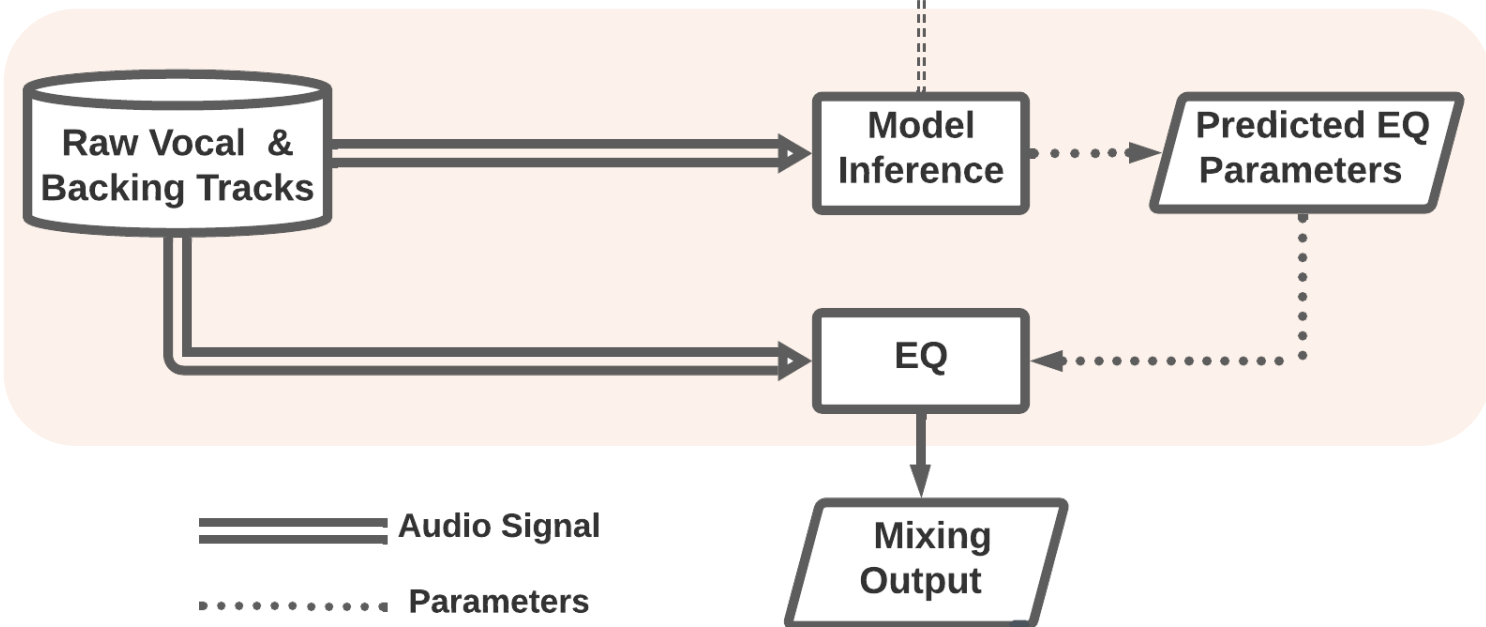 Raw Vocal &
Backing Tracks
Model
Inference
Predicted EQ
Parameters
EQ
Mixing
Output
Audio Signal
Parameters